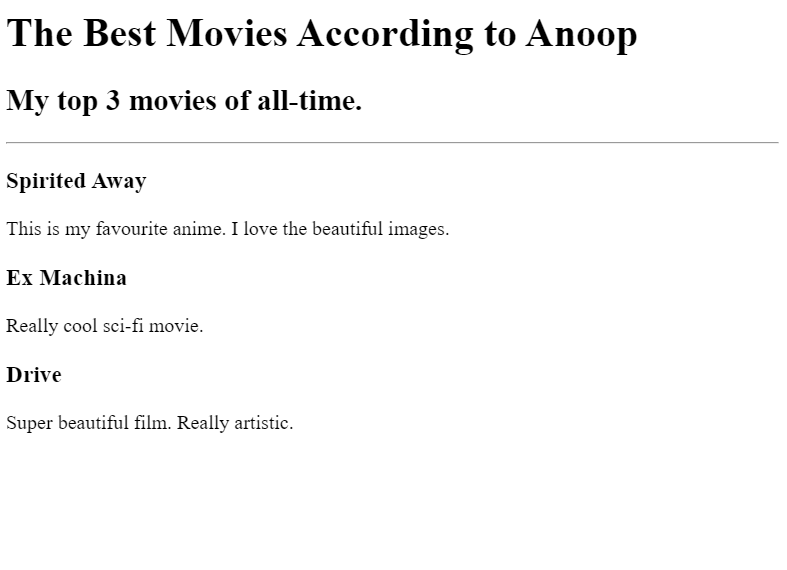 The Best Movies According to Anoop
My top 3 movies of all-time.
Spirited Away
This is my favourite anime. I love the beautiful images.
Ex Machina
Really cool sci-fi movie.
Drive
Super beautiful film. Really artistic.